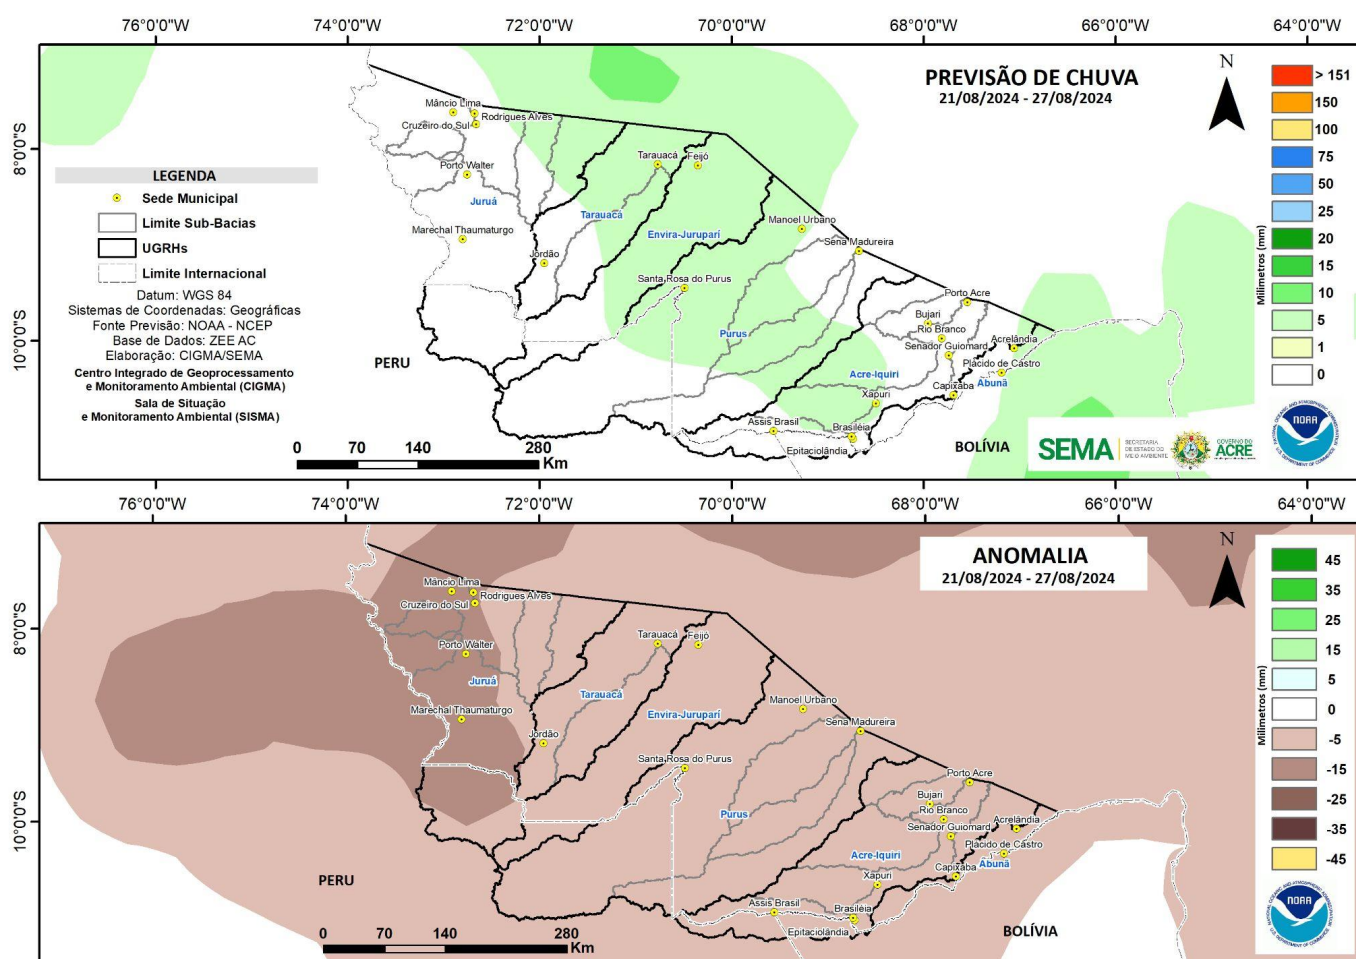 76°0'0"W 74°0'0"W 72°0'0"W 70°0'0"W 68°0'0"W 66°0'0"W 64°0'0"W
8°0'0"S
10°0'0"S
PREVISÃO DE CHUVA
21/08/2024 - 27/08/2024
N
LEGENDA
Sede Municipal
Limite Sub-Bacias
UGRHs
Limite Internacional
Datum: WGS 84
Sistemas de Coordenadas: Geográficas
Fonte Previsão: NOAA - NCEP
Base de Dados: ZEE AC
Elaboração: CIGMA/SEMA
Centro Integrado de Geoprocessamento
e Monitoramento Ambiental (CIGMA)
Sala de Situação
e Monitoramento Ambiental (SISMA)
Mâncio Lima
Rodrigues Alves
Cruzeiro do Sul
Porto Walter
Juruá
Marechal Thaumaturgo
Jordão
Tarauacá
Feijó
Tarauacá
Envira-Jurupari
Manoel Urbano
Sena Madureira
Santa Rosa do Purus
Purus
Porto Acre
Bujari
Rio Branco
Senador Guiomard
Acrelândia
Plácido de Castro
Abunã
Acre-Iquiri
Capixaba
Xapuri
Assis Brasil
Brasiléia
Epitaciolândia
PERU
BOLÍVIA
0 70 140 280
Km
Milimetros (mm)
> 151
150
100
75
50
25
20
15
10
5
1
0
SEMA
SECRETARIA
DE ESTADO DO
MEIO AMBIENTE
GOVERNO DO
ACRE
NOAA
76°0'0"W 74°0'0"W 72°0'0"W 70°0'0"W 68°0'0"W 66°0'0"W 64°0'0"W
8°0'0"S
10°0'0"S
ANOMALIA
21/08/2024 - 27/08/2024
N
Mâncio Lima
Rodrigues Alves
Cruzeiro do Sul
Porto Walter
Juruá
Marechal Thaumaturgo
Jordão
Tarauacá
Feijó
Tarauacá
Envira-Jurupari
Manoel Urbano
Sena Madureira
Santa Rosa do Purus
Purus
Porto Acre
Bujari
Rio Branco
Senador Guiomard
Acrelândia
Plácido de Castro
Abunã
Acre-Iquiri
Capixaba
Xapuri
Assis Brasil
Brasiléia
Epitaciolândia
PERU
BOLÍVIA
0 70 140 280
Km
Milimetros (mm)
45
35
25
15
5
0
-5
-15
-25
-35
-45
NOAA